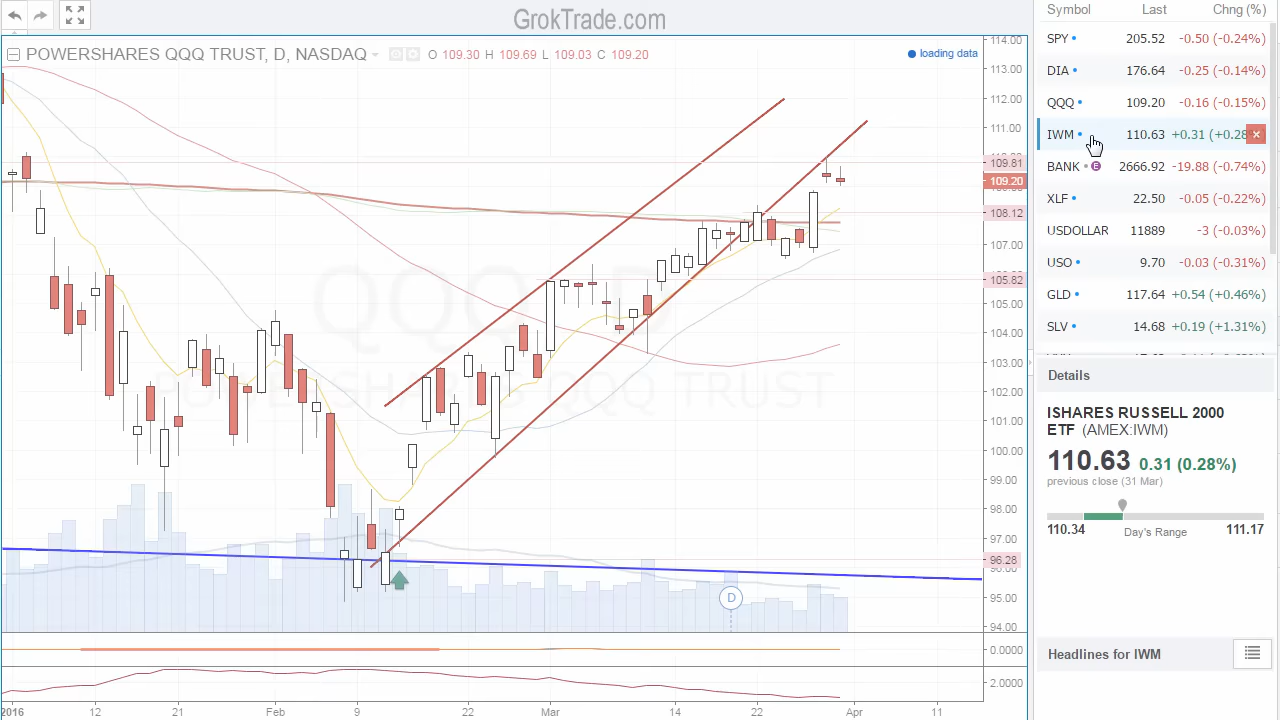 GrokTrade.com
POWERSHARES QQQ TRUST, D, NASDAQ
O 109.30 H 109.69 L 109.03 C 109.20
loading data
QQQ, D
POWERSHARES QQQ TRUST
114.00
113.00
112.00
111.00
109.81
109.20
108.12
107.00
105.82
105.00
104.00
103.00
102.00
101.00
100.00
99.00
98.00
97.00
96.28
95.00
94.00
0.0000
2.0000
D
2016
12
21
Feb
9
22
Mar
14
22
Apr
11
Symbol Last Chng (%)
SPY 205.52 -0.50 (-0.24%)
DIA 176.64 -0.25 (-0.14%)
QQQ 109.20 -0.16 (-0.15%)
IWM 110.63 +0.31 (+0.28
BANK E 2666.92 -19.88 (-0.74%)
XLF 22.50 -0.05 (-0.22%)
USDOLLAR 11889 -3 (-0.03%)
USO 9.70 -0.03 (-0.31%)
GLD 117.64 +0.54 (+0.46%)
SLV 14.68 +0.19 (+1.31%)
Details
ISHARES RUSSELL 2000
ETF (AMEX:IWM)
110.63 0.31 (0.28%)
previous close (31 Mar)
110.34 Day's Range 111.17
Headlines for IWM